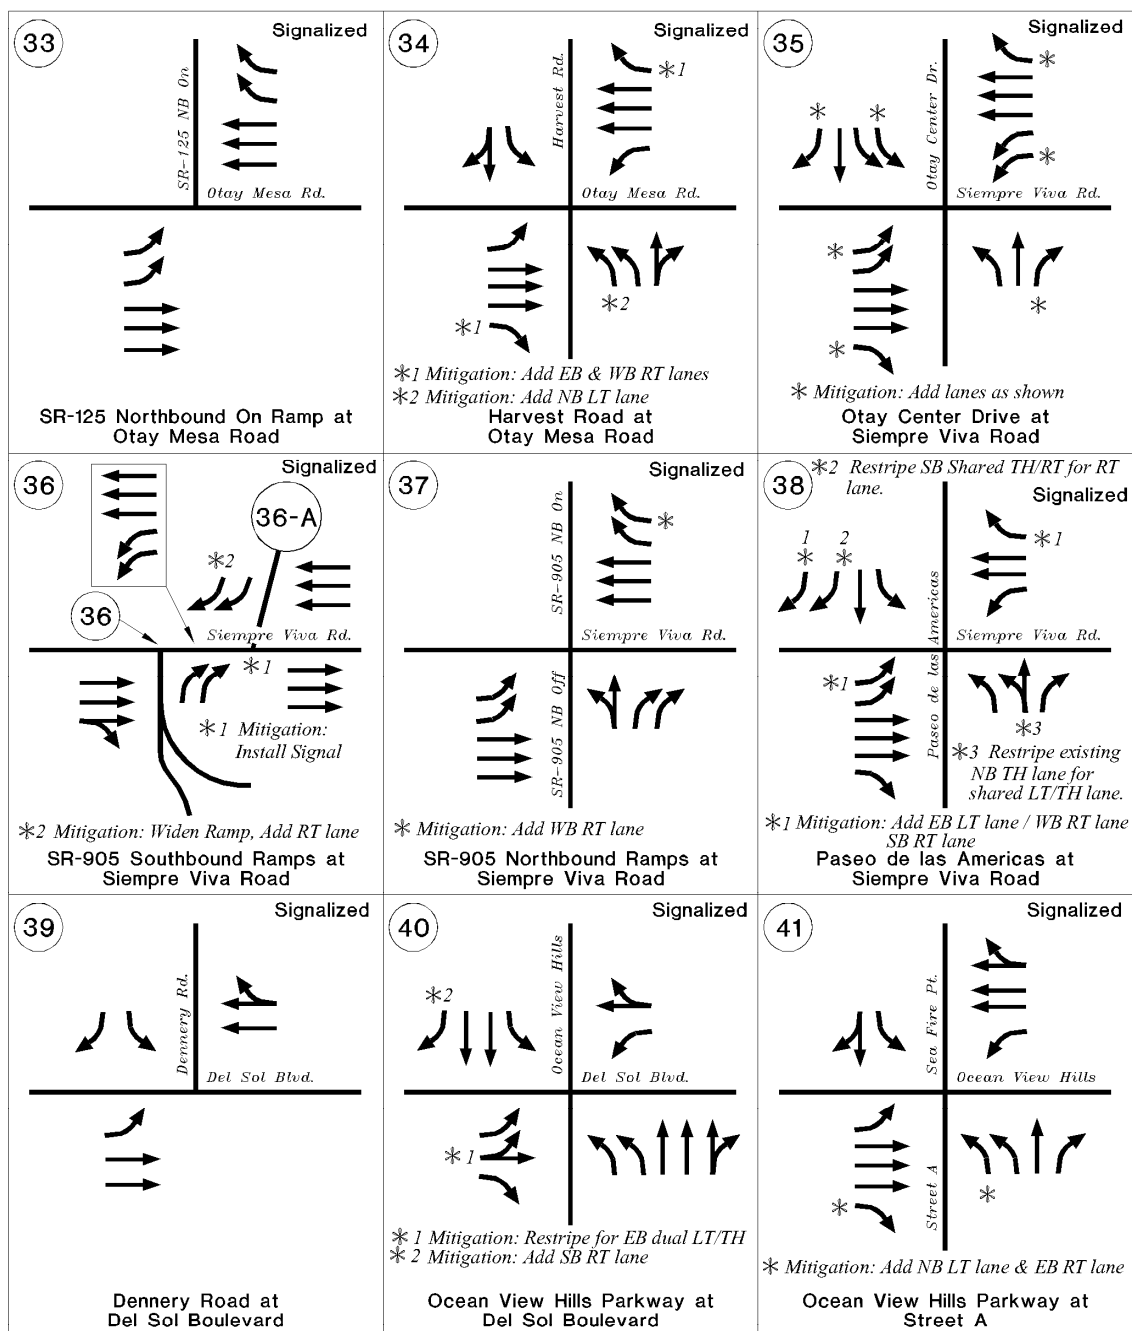 33
Signalized
SR-125 NB On
Otay Mesa Rd.
SR-125 Northbound On Ramp at
Otay Mesa Road
34
Signalized
Harvest Rd.
*1
Otay Mesa Rd.
*1
*2
*1 Mitigation: Add EB & WB RT lanes
*2 Mitigation: Add NB LT lane
Harvest Road at
Otay Mesa Road
35
Signalized
Otay Center Dr.
*
*
*
*
Siempre Viva Rd.
*
*
*
* Mitigation: Add lanes as shown
Otay Center Drive at
Siempre Viva Road
36
Signalized
36-A
*2
36
Siempre Viva Rd.
*1
*1 Mitigation:
Install Signal
*2 Mitigation: Widen Ramp, Add RT lane
SR-905 Southbound Ramps at
Siempre Viva Road
37
Signalized
SR-905 NB On
*
Siempre Viva Rd.
SR-905 NB Off
* Mitigation: Add WB RT lane
SR-905 Northbound Ramps at
Siempre Viva Road
38
*2 Restripe SB Shared TH/RT for RT
lane.
Signalized
1 2
* *
*1
Paseo de las Americas
Siempre Viva Rd.
*1
*3
*3 Restripe existing
NB TH lane for
shared LT/TH lane.
*1 Mitigation: Add EB LT lane / WB RT lane
SB RT lane
Paseo de las Americas at
Siempre Viva Road
39
Signalized
Dennery Rd.
Del Sol Blvd.
Dennery Road at
Del Sol Boulevard
40
Signalized
*2
Ocean View Hills
Del Sol Blvd.
*1
*1 Mitigation: Restripe for EB dual LT/TH
*2 Mitigation: Add SB RT lane
Ocean View Hills Parkway at
Del Sol Boulevard
41
Signalized
Sea Fire Pt.
Ocean View Hills
Street A
*
*
* Mitigation: Add NB LT lane & EB RT lane
Ocean View Hills Parkway at
Street A